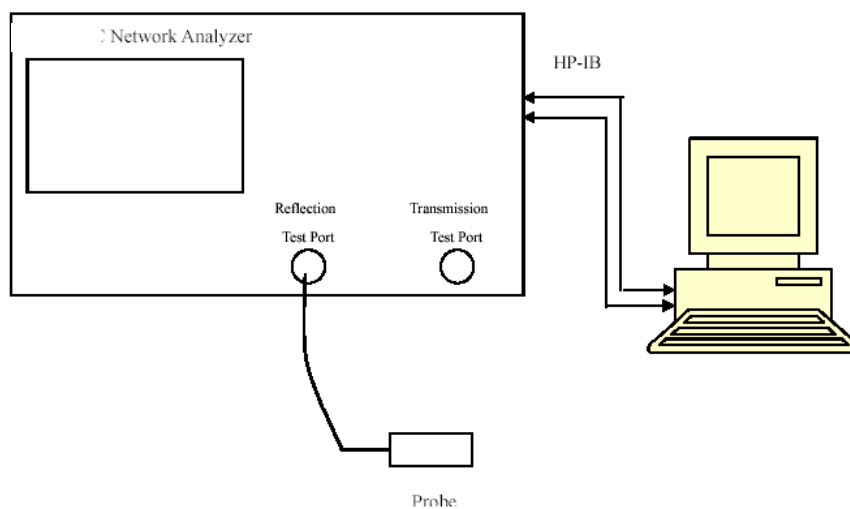 Network Analyzer
HP-IB
Reflection
Test Port
Transmission
Test Port
Probe